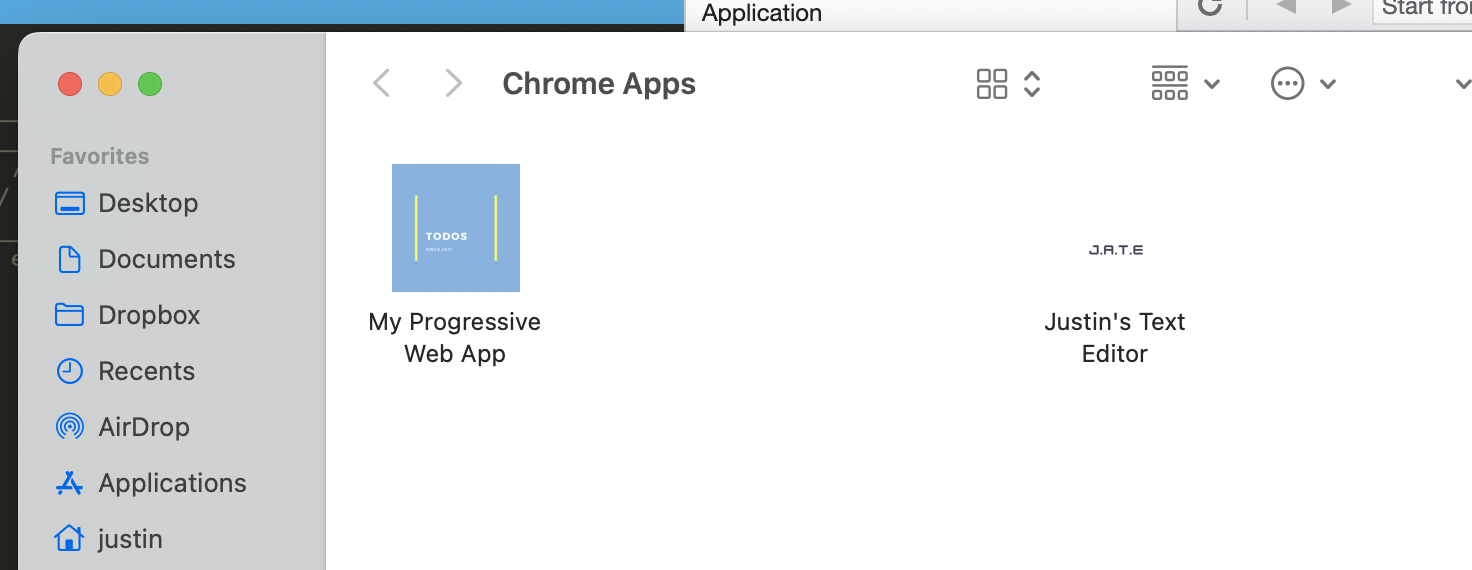 Application
Start from
Chrome Apps
Favorites
Desktop
Documents
Dropbox
Recents
AirDrop
Applications
justin
TODOS
SINCE 2021
My Progressive
Web App
J.A.T.E
Justin's Text
Editor